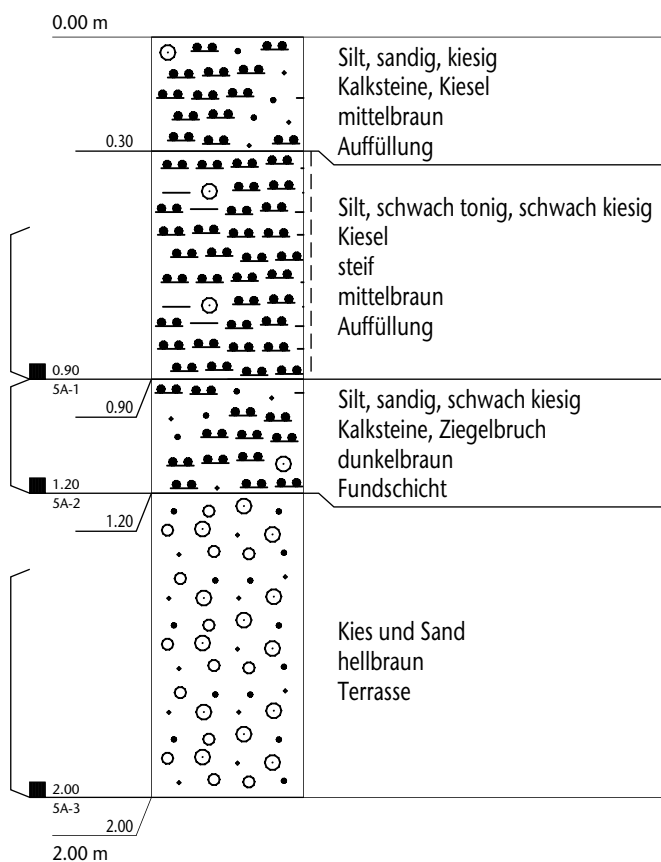 0.00 m
Silt, sandig, kiesig
Kalksteine, Kiesel
mittelbraun
Auffüllung
0.30
Silt, schwach tonig, schwach kiesig
Kiesel
steif
mittelbraun
Auffüllung
0.90
5A-1
0.90
Silt, sandig, schwach kiesig
Kalksteine, Ziegelbruch
dunkelbraun
Fundschicht
1.20
5A-2
1.20
Kies und Sand
hellbraun
Terrasse
2.00
5A-3
2.00
2.00 m